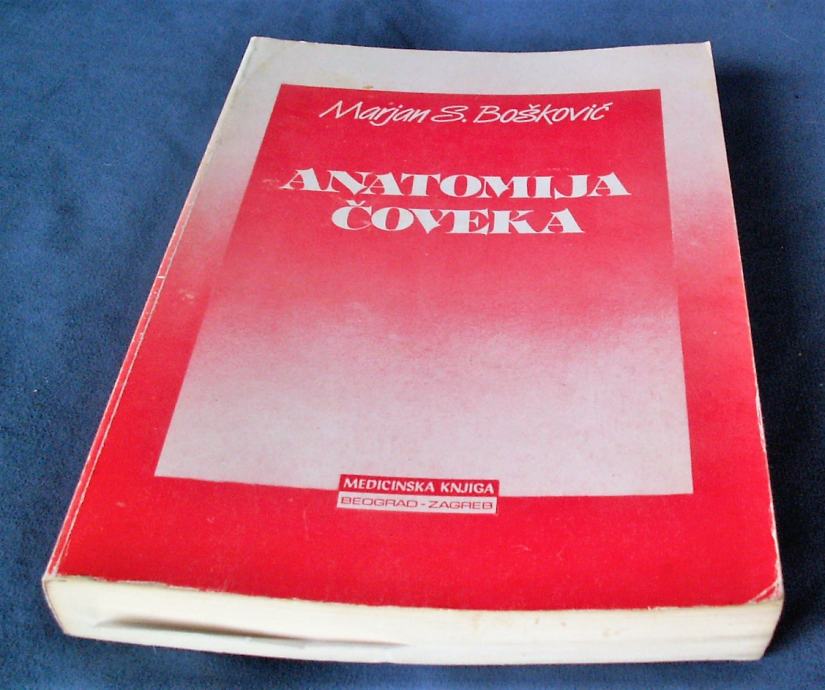 Marjan S. Bošković
ANATOMIJA
ČOVEKA
MEDICINSKA KNJIGA
BEOGRAD - ZAGREB